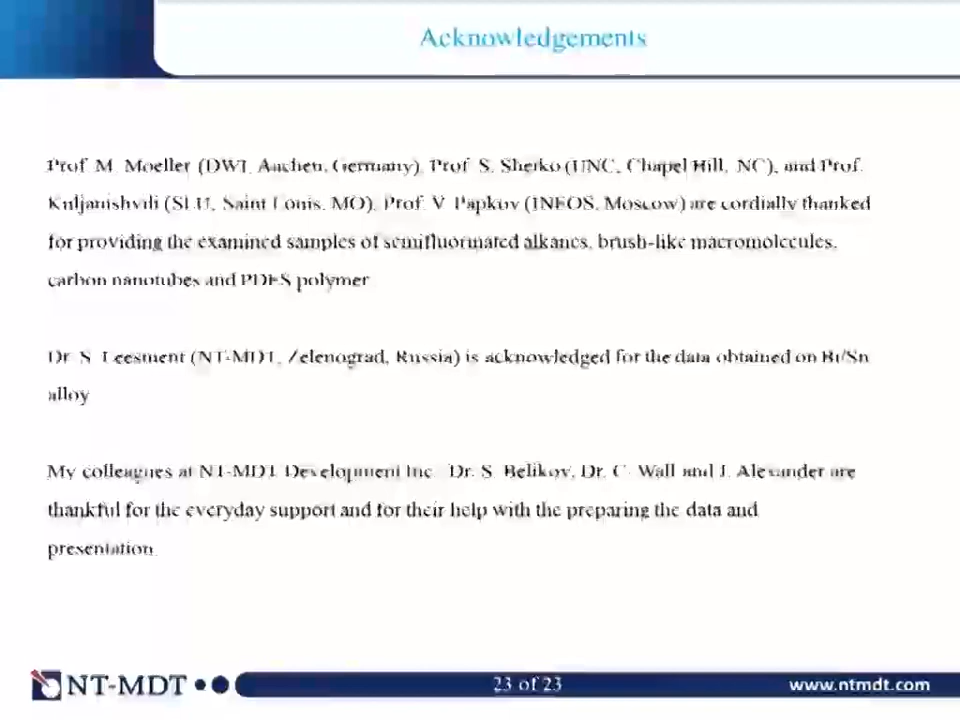 Acknowledgements
Prof. M. Moeller (DWI, Aachen, Germany), Prof. S. Sheiko (UNC, Chapel Hill, NC), and Prof.
Kuljanishvili (SLU, Saint Louis, MO), Prof. V. Papkov (INEOS, Moscow) are cordially thanked
for providing the examined samples of semifluorinated alkanes, brush-like macromolecules,
carbon nanotubes and PDES polymer
Dr. S. Leesment (NT-MDT, Zelenograd, Russia) is acknowledged for the data obtained on Bi/Sn
alloy
My colleagues at NT-MDT Development Inc. Dr. S. Belikov, Dr. C. Wall and J. Alexander are
thankful for the everyday support and for their help with the preparing the data and
presentation.
NT-MDT
23 of 23
www.ntmdt.com